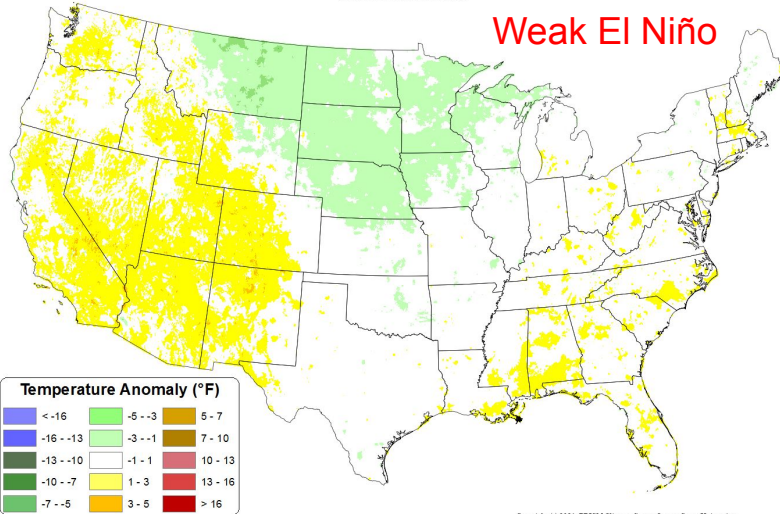 Weak El Niño
Temperature Anomaly (°F)
< -16
-5 - -3
5 - 7
-16 - -13
-3 - -1
7 - 10
-13 - -10
-1 - 1
10 - 13
-10 - -7
1 - 3
13 - 16
-7 - -5
3 - 5
> 16